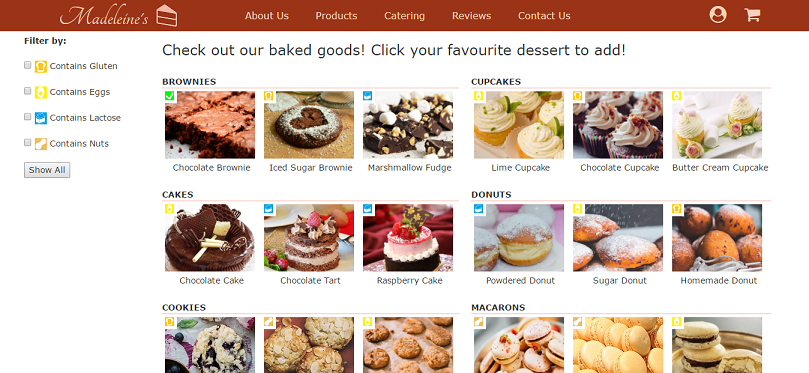 Madeleine's
About Us Products Catering Reviews Contact Us
Filter by:
Contains Gluten
Contains Eggs
Contains Lactose
Contains Nuts
Show All
Check out our baked goods! Click your favourite dessert to add!
BROWNIES
Chocolate Brownie Iced Sugar Brownie Marshmallow Fudge
CUPCAKES
Lime Cupcake Chocolate Cupcake Butter Cream Cupcake
CAKES
Chocolate Cake Chocolate Tart Raspberry Cake
DONUTS
Powdered Donut Sugar Donut Homemade Donut
COOKIES
MACARONS